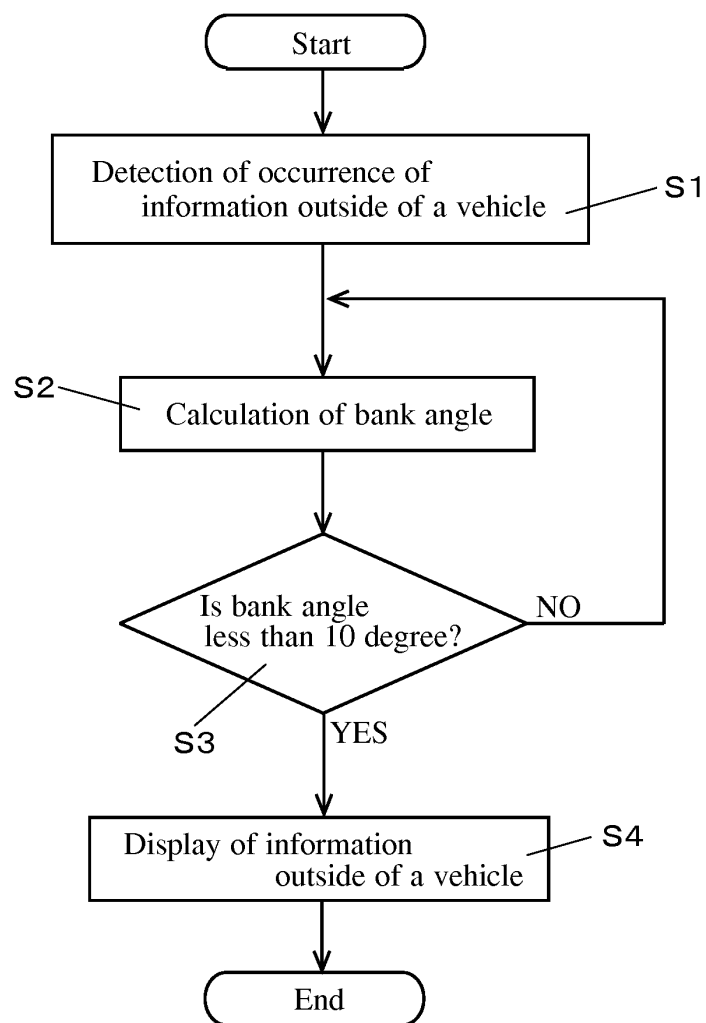 Start
Detection of occurrence of
information outside of a vehicle
S1
S2
Calculation of bank angle
Is bank angle
less than 10 degree?
NO
S3
YES
Display of information
outside of a vehicle
S4
End